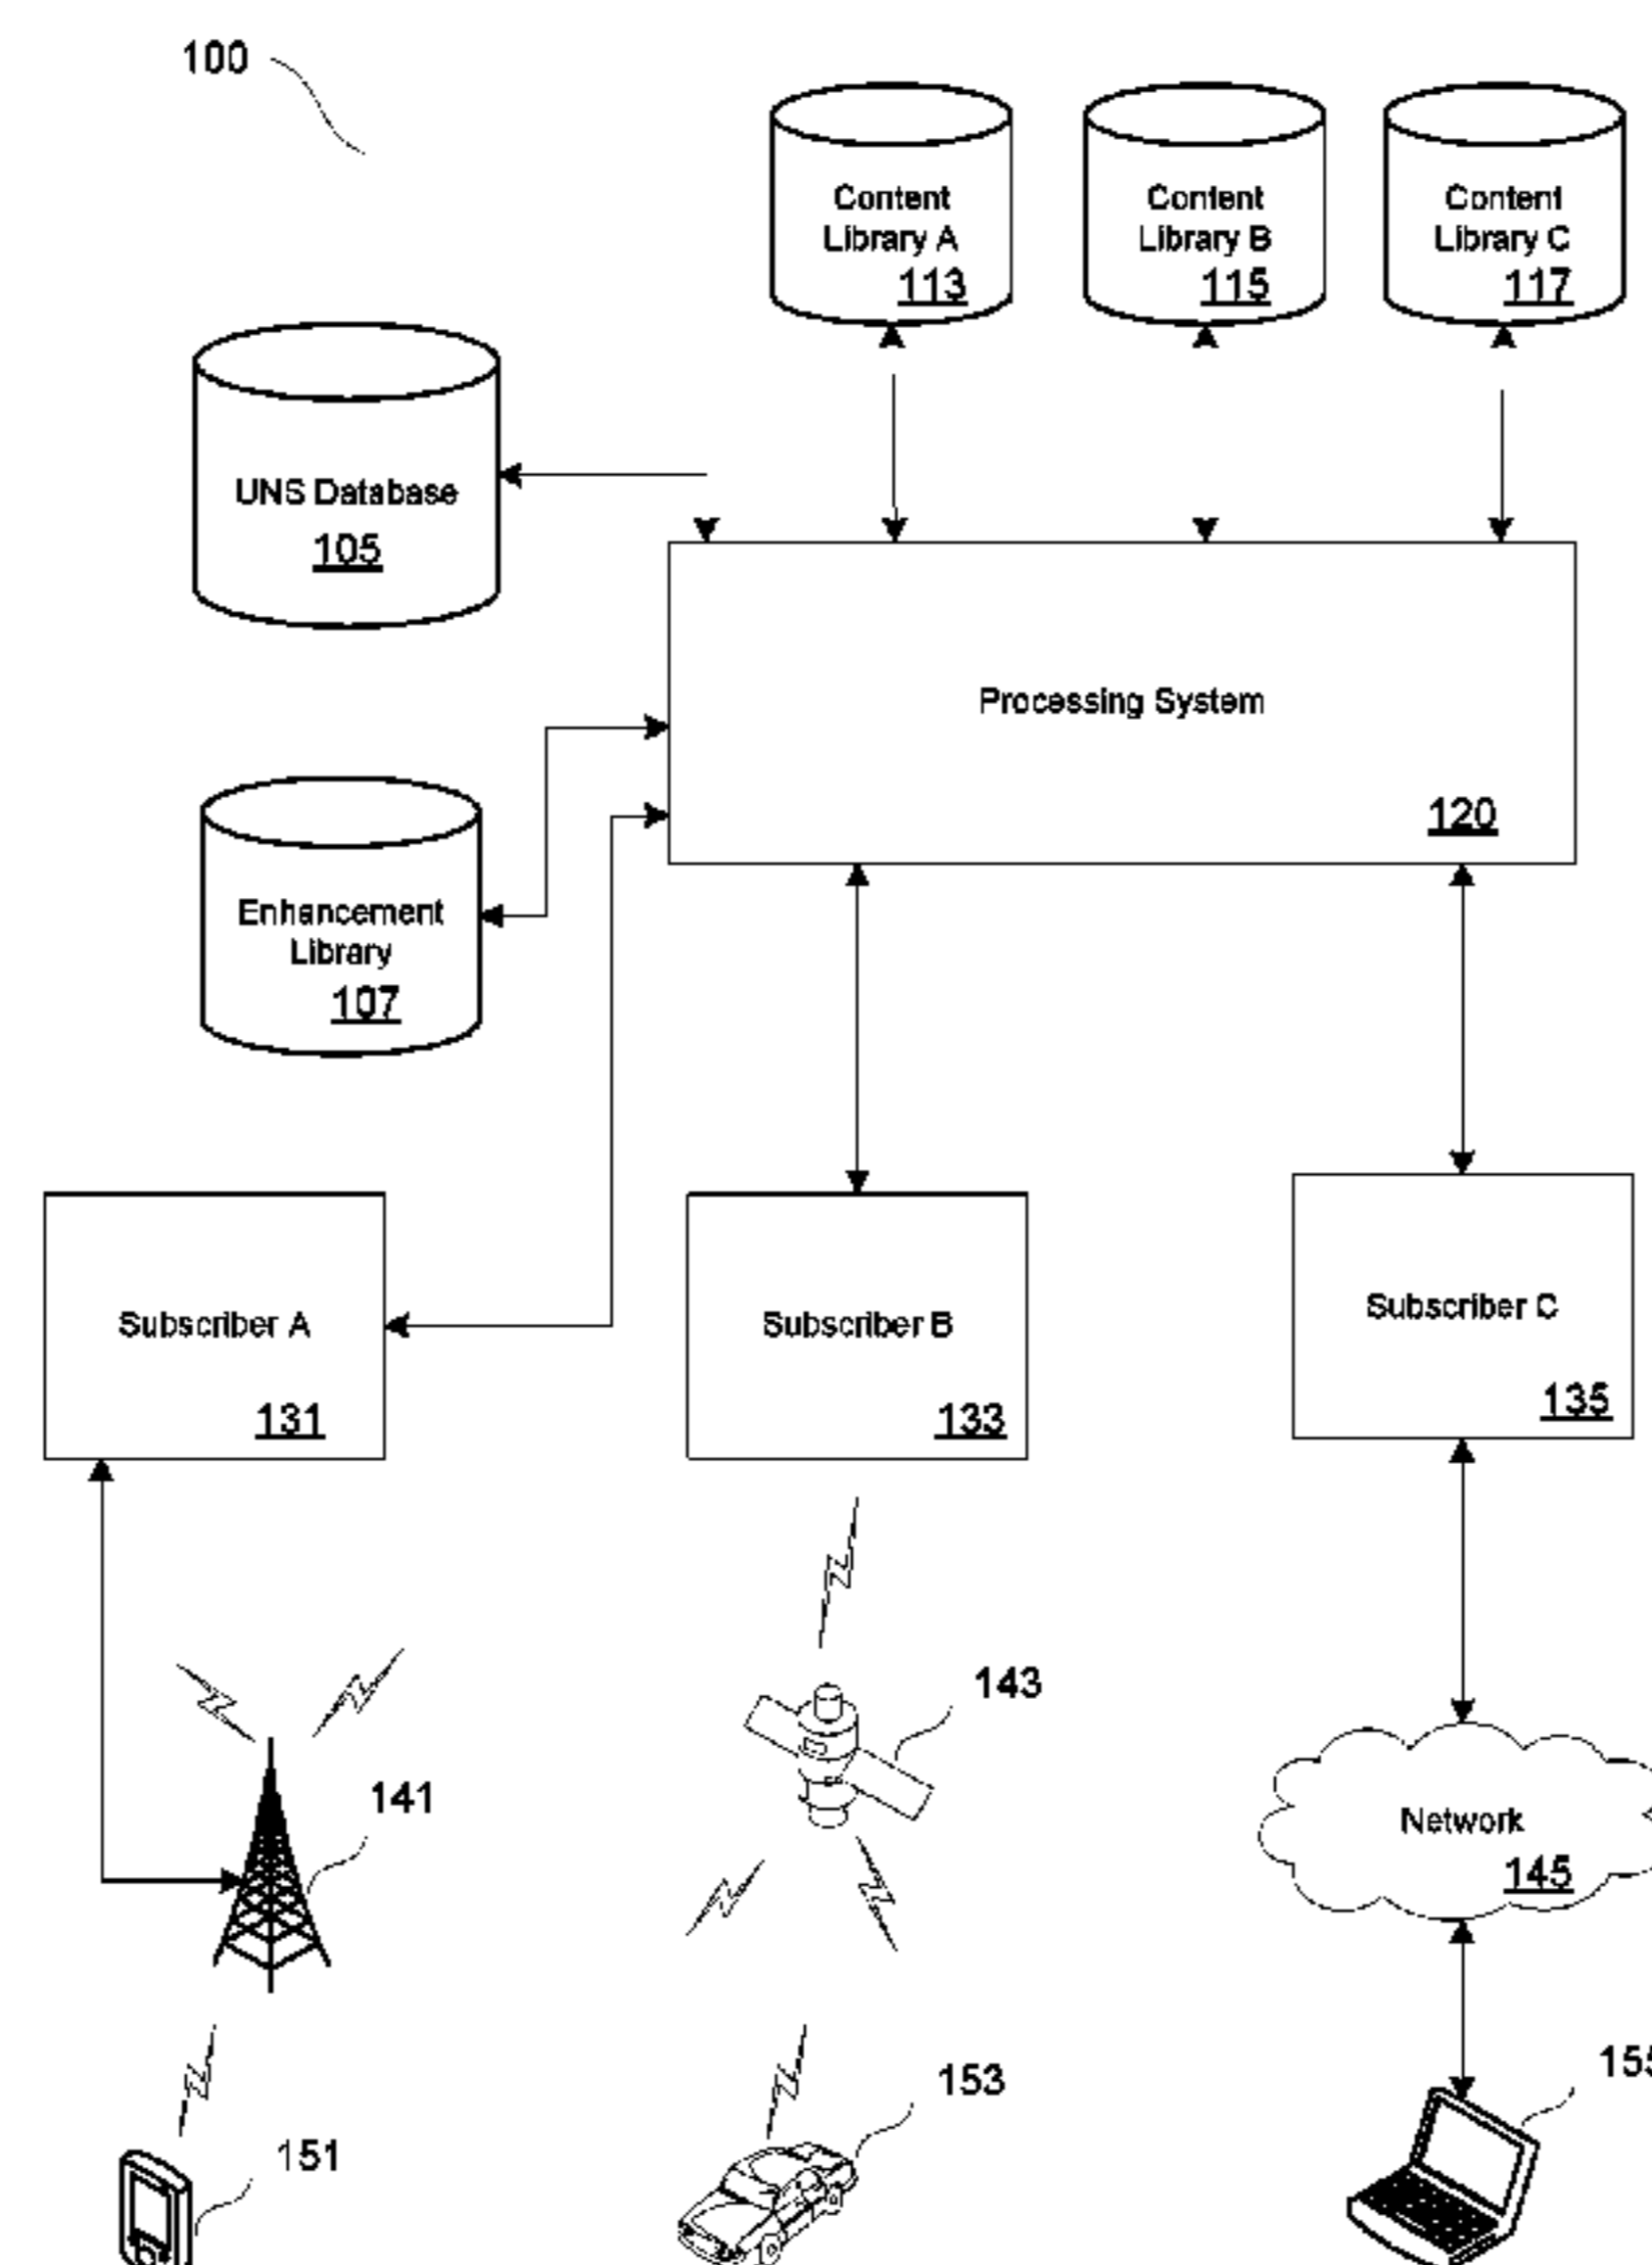 100
Content
Library A
113
Content
Library B
115
Content
Library C
117
UNS Database
105
Processing System
120
Enhancement
Library
107
Subscriber A
131
Subscriber B
133
Subscriber C
135
143
141
Network
145
155
153
151